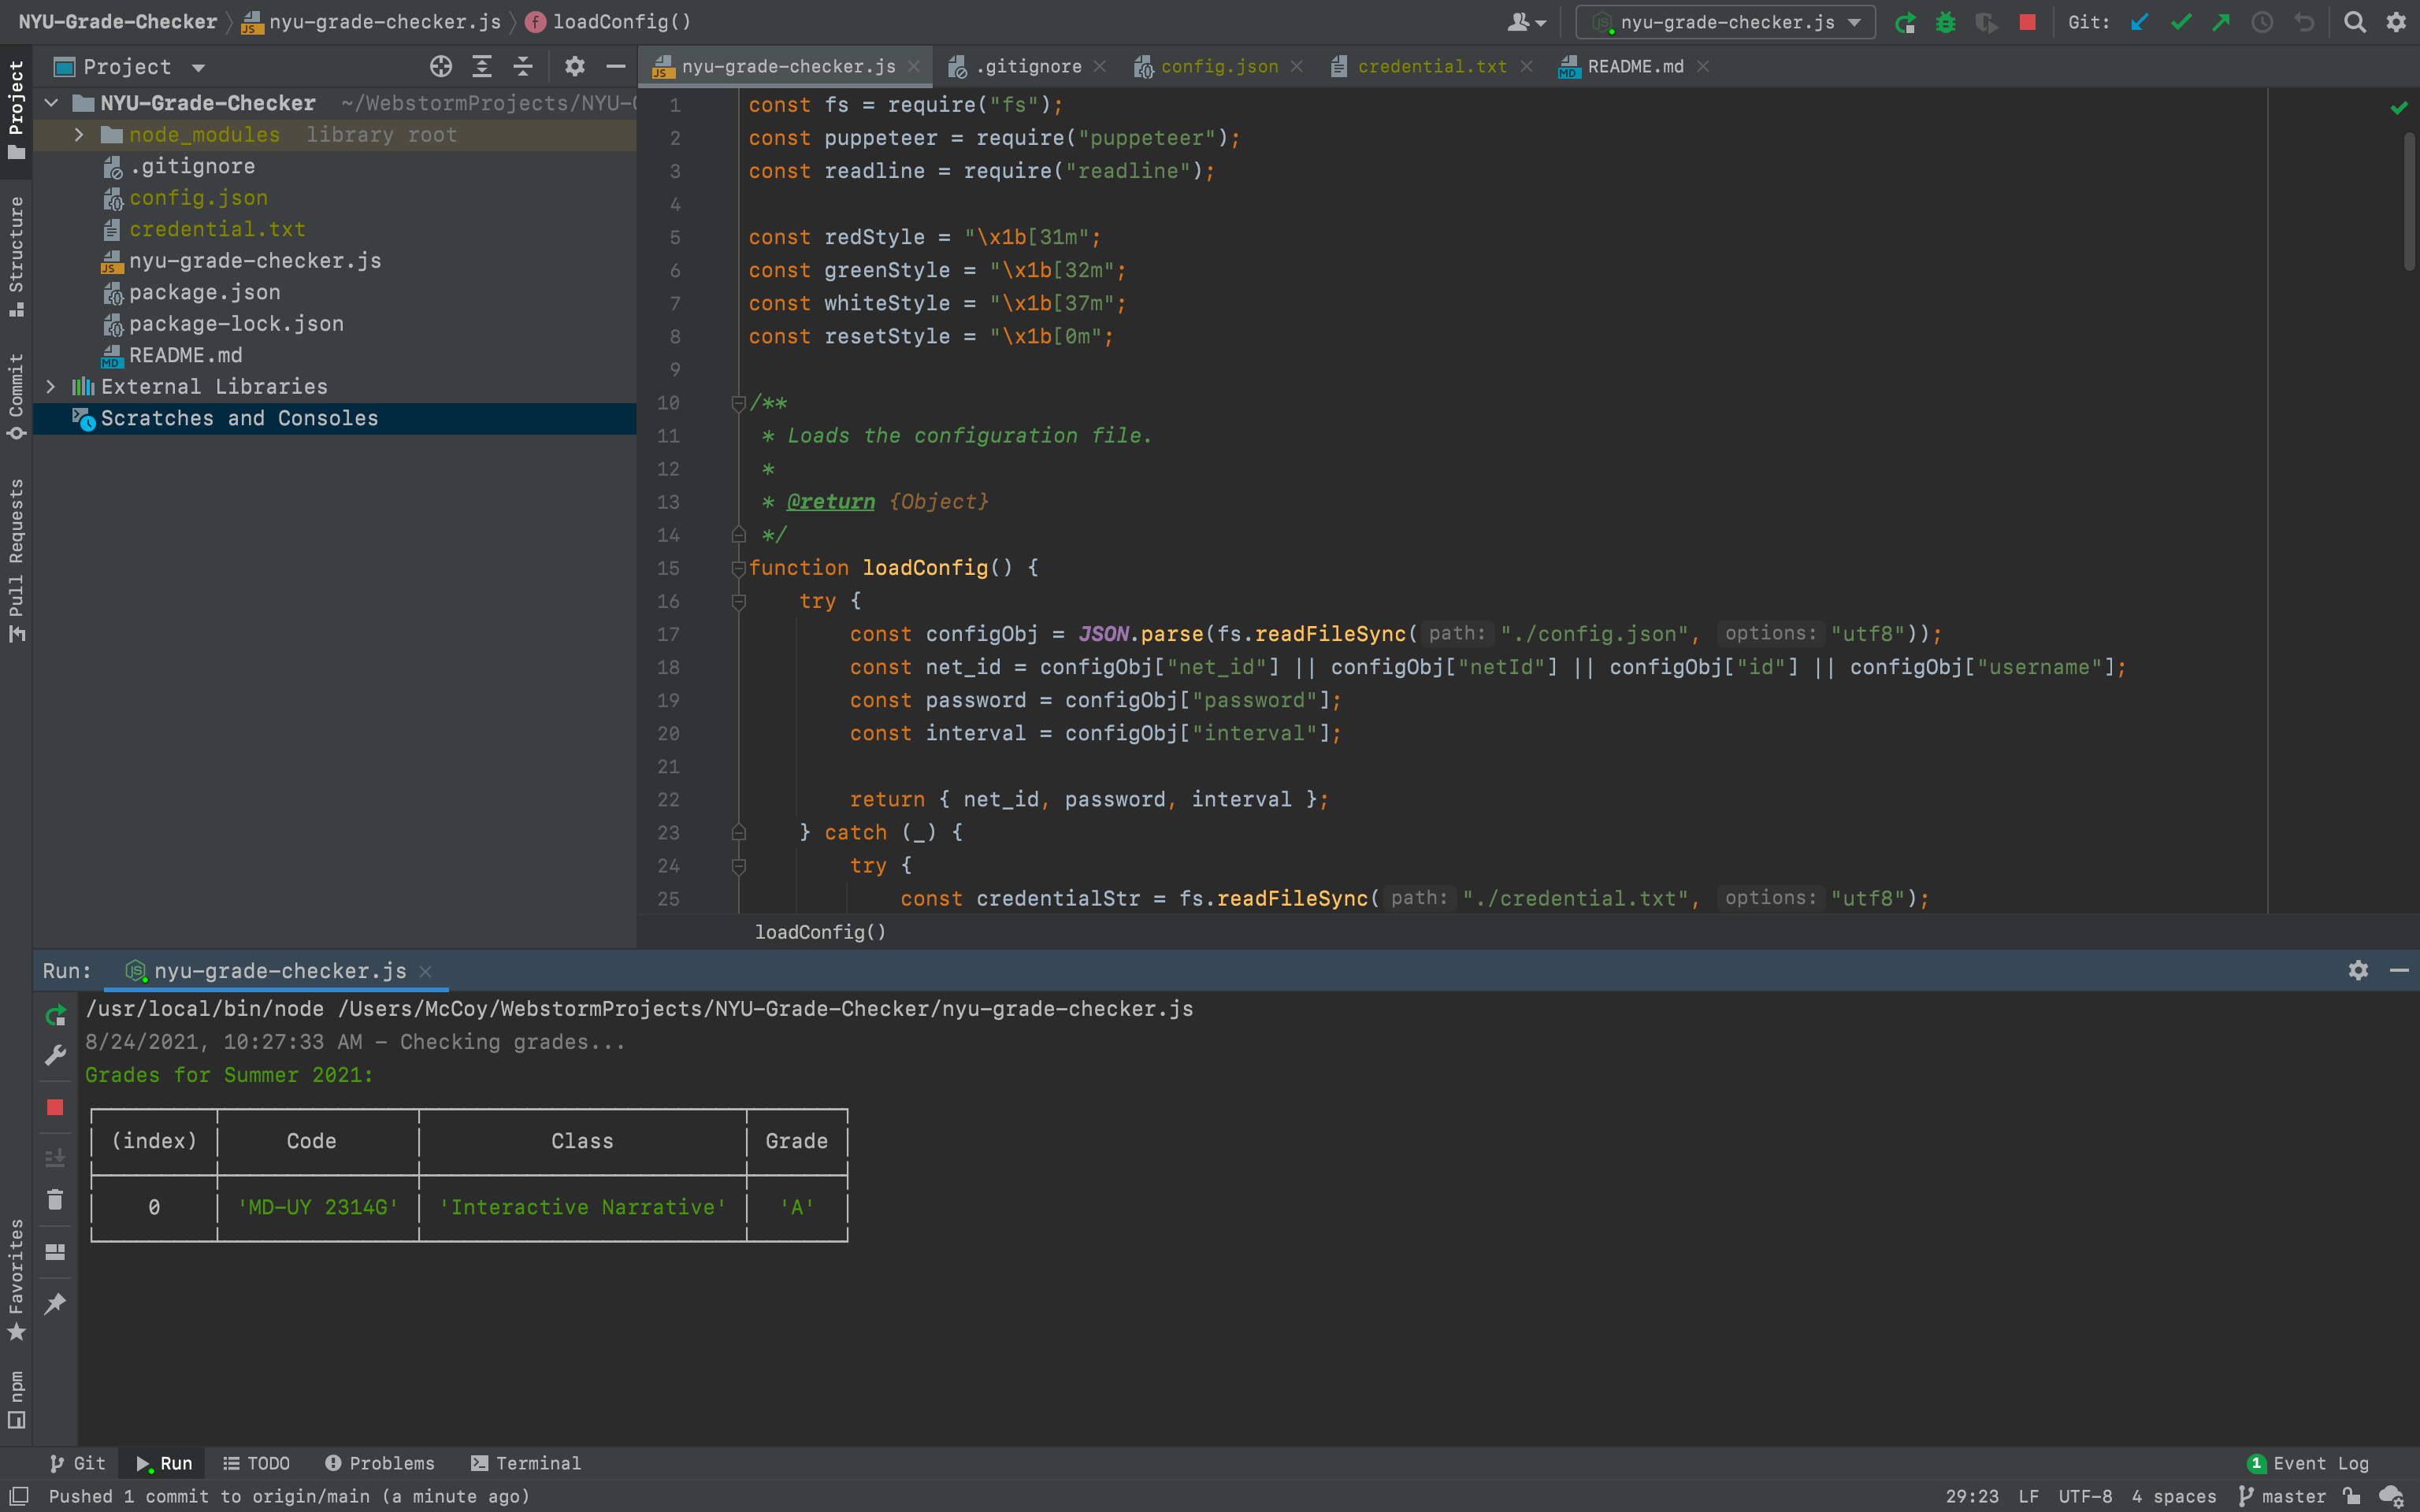 NYU-Grade-Checker nyu-grade-checker.js loadConfig()
nyu-grade-checker.js Git:
Project
nyu-grade-checker.js .gitignore config.json credential.txt README.md
Project
Structure
Commit
Pull Requests
Favorites
npm
NYU-Grade-Checker ~/WebstormProjects/NYU-
node_modules library root
.gitignore
config.json
credential.txt
nyu-grade-checker.js
package.json
package-lock.json
README.md
External Libraries
Scratches and Consoles
1 const fs = require("fs");
2 const puppeteer = require("puppeteer");
3 const readline = require("readline");
4
5 const redStyle = "\x1b[31m";
6 const greenStyle = "\x1b[32m";
7 const whiteStyle = "\x1b[37m";
8 const resetStyle = "\x1b[0m";
9
10 /**
11 * Loads the configuration file.
12 *
13 * @return {Object}
14 */
15 function loadConfig() {
16 try {
17 const configObj = JSON.parse(fs.readFileSync( path: "./config.json", options: "utf8"));
18 const net_id = configObj["net_id"] || configObj["netId"] || configObj["id"] || configObj["username"];
19 const password = configObj["password"];
20 const interval = configObj["interval"];
21
22 return { net_id, password, interval };
23 } catch (_) {
24 try {
25 const credentialStr = fs.readFileSync( path: "./credential.txt", options: "utf8");
loadConfig()
Run: nyu-grade-checker.js
/usr/local/bin/node /Users/McCoy/WebstormProjects/NYU-Grade-Checker/nyu-grade-checker.js
8/24/2021, 10:27:33 AM - Checking grades...
Grades for Summer 2021:
(index) Code Class Grade
0 'MD-UY 2314G' 'Interactive Narrative' 'A'
Git Run TODO Problems Terminal 1 Event Log
Pushed 1 commit to origin/main (a minute ago) 29:23 LF UTF-8 4 spaces master